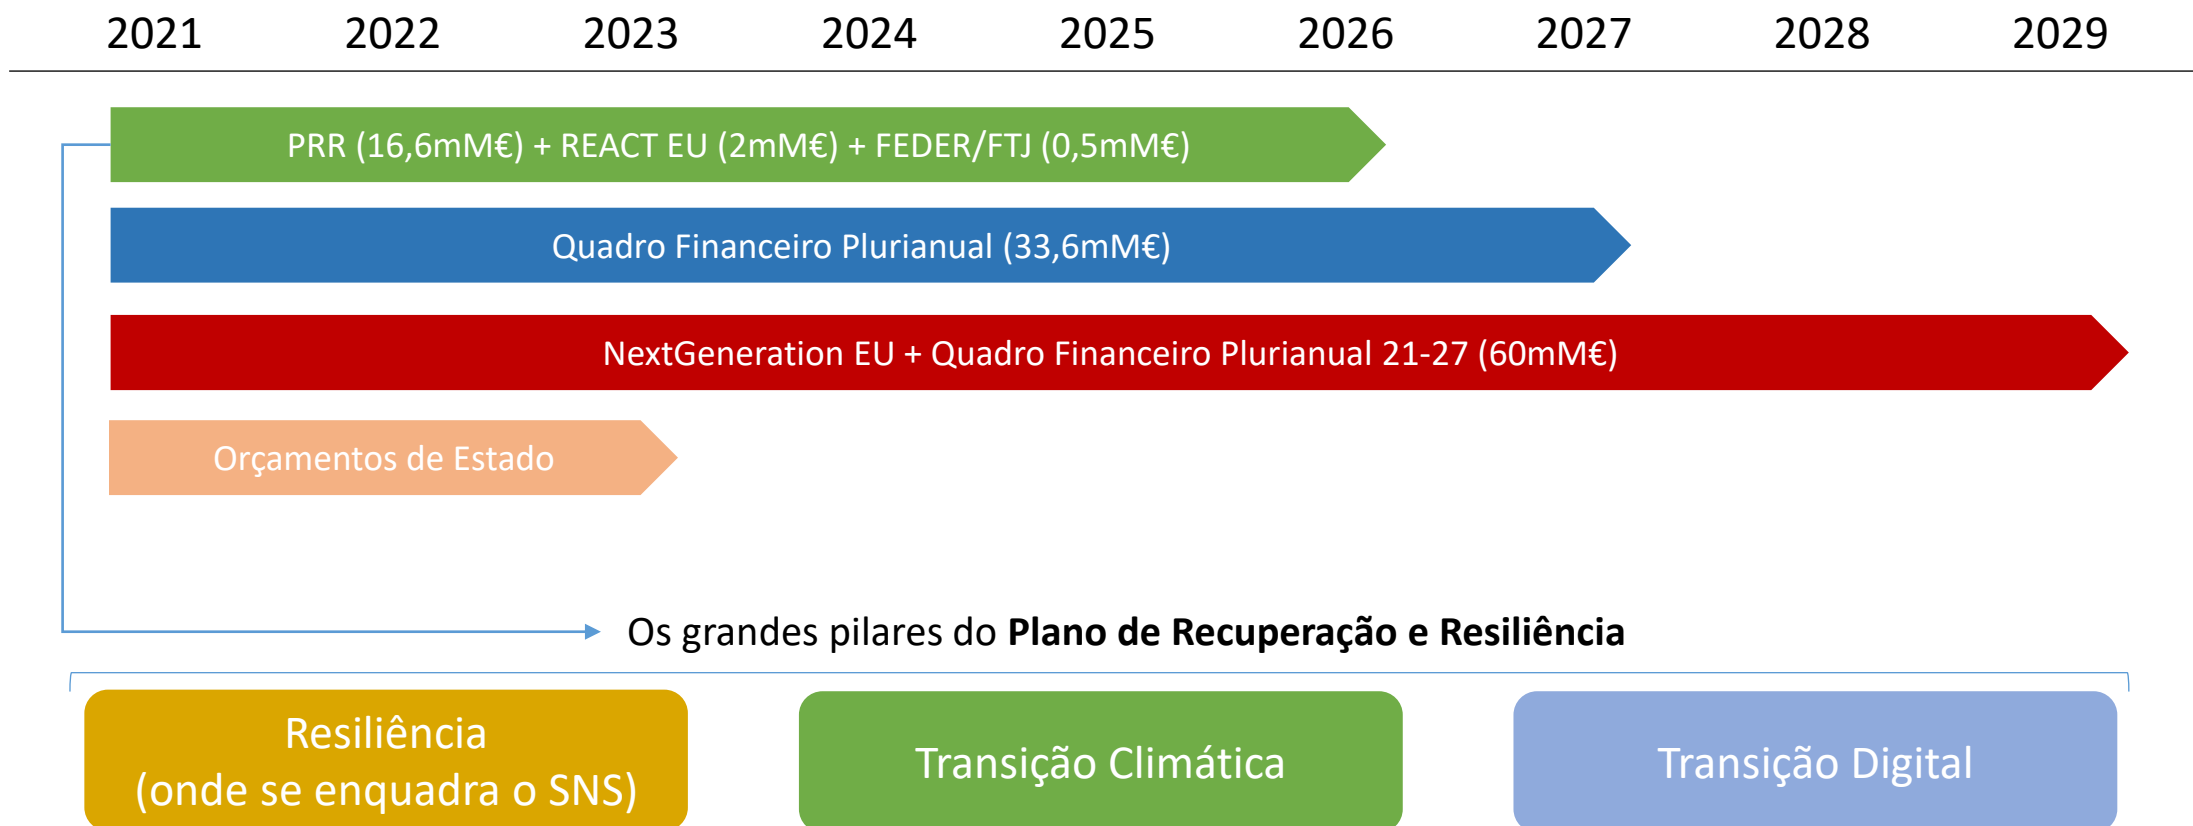 2021 2022 2023 2024 2025 2026 2027 2028 2029
PRR (16,6mM€) + REACT EU (2mM€) + FEDER/FTJ (0,5mM€)
Quadro Financeiro Plurianual (33,6mM€)
NextGeneration EU + Quadro Financeiro Plurianual 21-27 (60mM€)
Orçamentos de Estado
Os grandes pilares do Plano de Recuperação e Resiliência
Resiliência
(onde se enquadra o SNS)
Transição Climática
Transição Digital